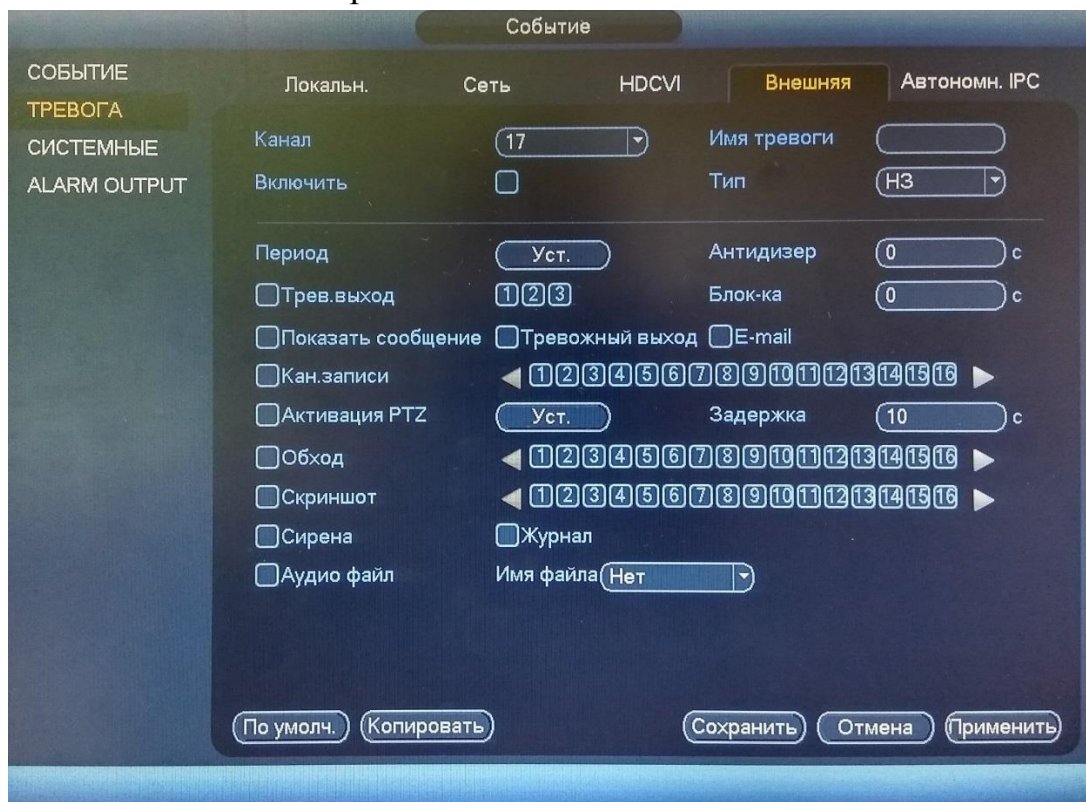 Событие
СОБЫТИЕ
ТРЕВОГА
СИСТЕМНЫЕ
ALARM OUTPUT
Локальн. Сеть HDCVI Внешняя Автономн. IPC
Канал 17 Имя тревоги
Включить Тип НЗ
Период Уст. Антидизер 0 с
Трев.выход 1 2 3 Блок-ка 0 с
Показать сообщение Тревожный выход E-mail
Кан.записи 1 2 3 4 5 6 7 8 9 10 11 12 13 14 15 16
Активация PTZ Уст. Задержка 10 с
Обход 1 2 3 4 5 6 7 8 9 10 11 12 13 14 15 16
Скриншот 1 2 3 4 5 6 7 8 9 10 11 12 13 14 15 16
Сирена Журнал
Аудио файл Имя файла Нет
По умолч. Копировать Сохранить Отмена Применить